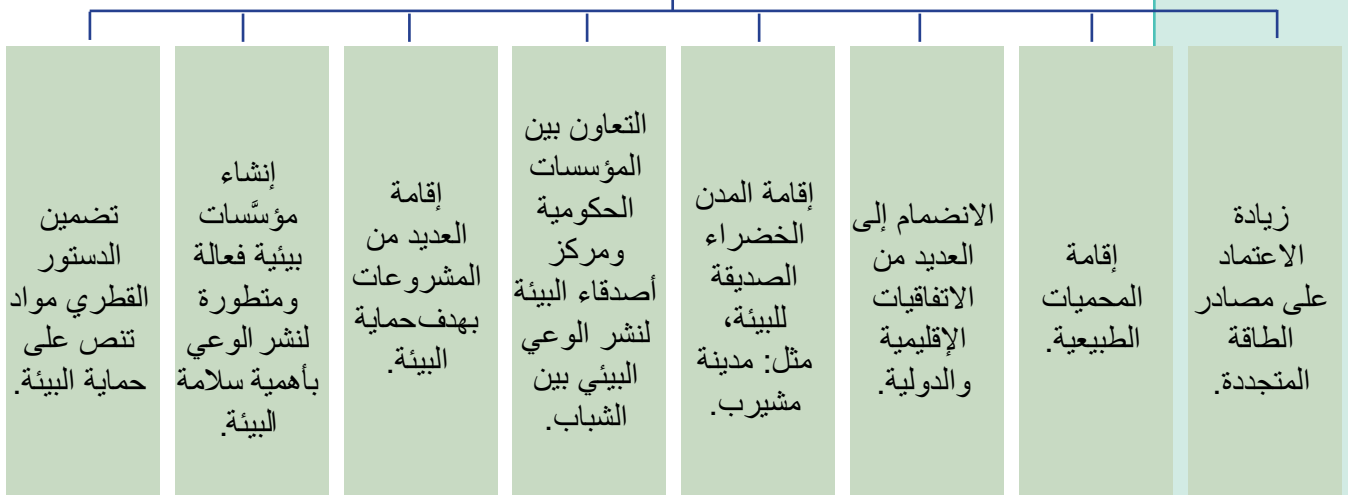 زيادة
الاعتماد
على مصادر
الطاقة
المتجددة.
إقامة
المحميات
الطبيعية.
الانضمام إلى
العديد من
الاتفاقيات
الإقليمية
والدولية.
إقامة المدن
الخضراء
الصديقة
للبيئة،
مثل: مدينة
مشيرب.
التعاون بين
المؤسسات
الحكومية
ومركز
أصدقاء البيئة
لنشر الوعي
البيئي بين
الشباب.
إقامة
العديد من
المشروعات
بهدف حماية
البيئة.
إنشاء
مؤسَّسات
بيئية فعالة
ومتطورة
لنشر الوعي
بأهمية سلامة
البيئة.
تضمين
الدستور
القطري مواد
تنص على
حماية البيئة.